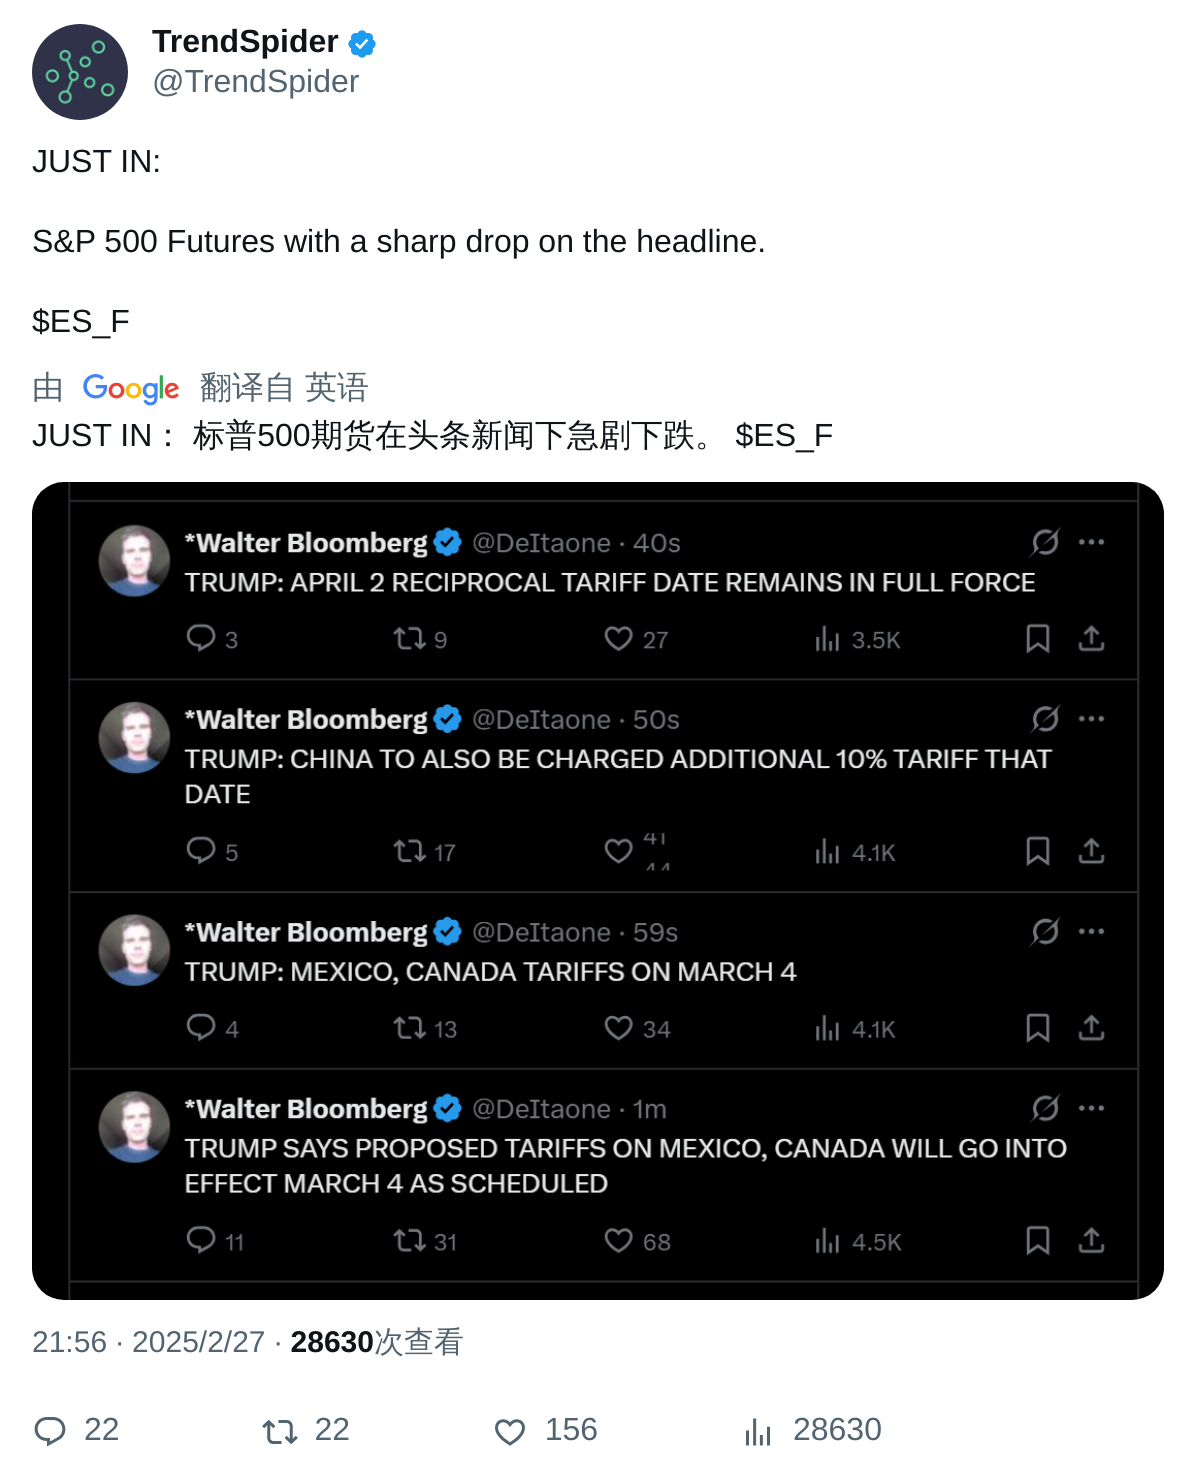 TrendSpider
@TrendSpider
JUST IN:
S&P 500 Futures with a sharp drop on the headline.
$ES_F
由 Google 翻译自 英语
JUST IN： 标普500期货在头条新闻下急剧下跌。 $ES_F
*Walter Bloomberg @DeItaone · 40s
TRUMP: APRIL 2 RECIPROCAL TARIFF DATE REMAINS IN FULL FORCE
3 9 27 3.5K
*Walter Bloomberg @DeItaone · 50s
TRUMP: CHINA TO ALSO BE CHARGED ADDITIONAL 10% TARIFF THAT
DATE
5 17 4.1K
*Walter Bloomberg @DeItaone · 59s
TRUMP: MEXICO, CANADA TARIFFS ON MARCH 4
4 13 34 4.1K
*Walter Bloomberg @DeItaone · 1m
TRUMP SAYS PROPOSED TARIFFS ON MEXICO, CANADA WILL GO INTO
EFFECT MARCH 4 AS SCHEDULED
11 31 68 4.5K
21:56 · 2025/2/27 · 28630次查看
22 22 156 28630